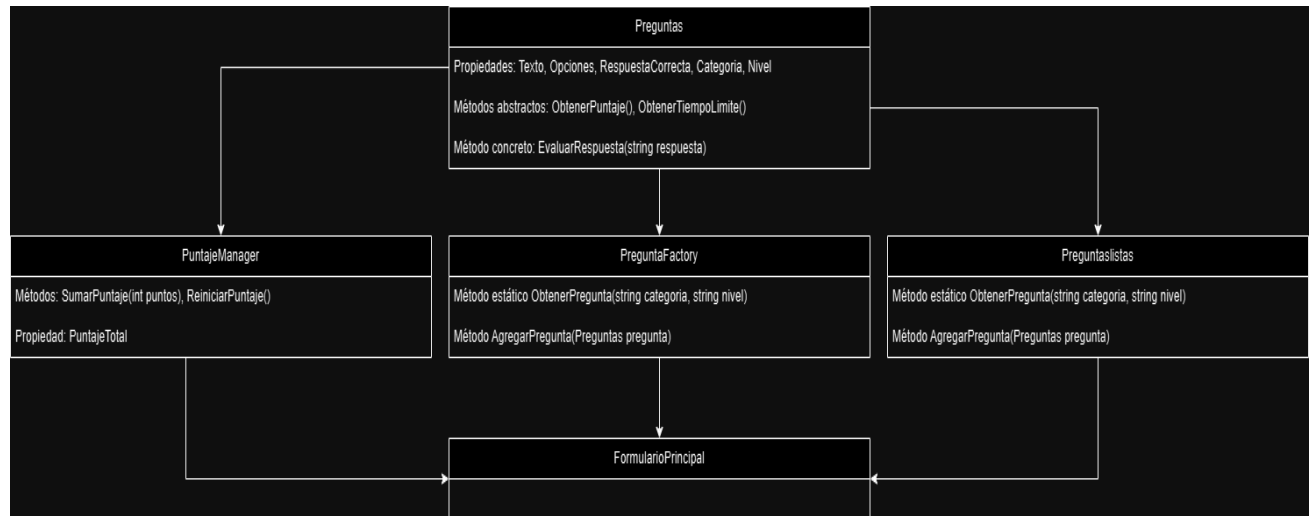 Preguntas
Propiedades: Texto, Opciones, RespuestaCorrecta, Categoria, Nivel
Métodos abstractos: ObtenerPuntaje(), ObtenerTiempoLimite()
Método concreto: EvaluarRespuesta(string respuesta)
PuntajeManager
Métodos: SumarPuntaje(int puntos), ReiniciarPuntaje()
Propiedad: PuntajeTotal
PreguntaFactory
Método estático ObtenerPregunta(string categoria, string nivel)
Método AgregarPregunta(Preguntas pregunta)
Preguntaslistas
Método estático ObtenerPregunta(string categoria, string nivel)
Método AgregarPregunta(Preguntas pregunta)
FormularioPrincipal